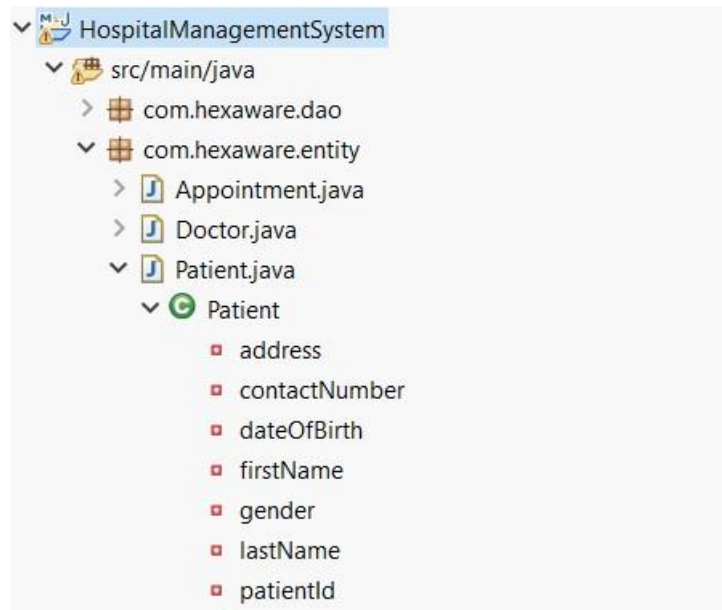 HospitalManagementSystem
src/main/java
com.hexaware.dao
com.hexaware.entity
Appointment.java
Doctor.java
Patient.java
Patient
address
contactNumber
dateOfBirth
firstName
gender
lastName
patientId